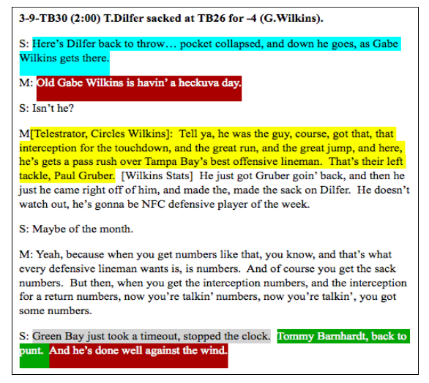 3-9-TB30 (2:00) T.Dilfer sacked at TB26 for -4 (G.Wilkins).
S: Here's Dilfer back to throw… pocket collapsed, and down he goes, as Gabe
Wilkins gets there.
M: Old Gabe Wilkins is havin' a heckuva day.
S: Isn't he?
M[Telestrator, Circles Wilkins]:  Tell ya, he was the guy, course, got that, that
interception for the touchdown, and the great run, and the great jump, and here,
he's gets a pass rush over Tampa Bay's best offensive lineman.  That's their left
tackle, Paul Gruber.  [Wilkins Stats]  He just got Gruber goin' back, and then he
just he came right off of him, and made the, made the sack on Dilfer.  He doesn't
watch out, he's gonna be NFC defensive player of the week.
S: Maybe of the month.
M: Yeah, because when you get numbers like that, you know, and that's what
every defensive lineman wants is, is numbers.  And of course you get the sack
numbers.  But then, when you get the interception numbers, and the interception
for a return numbers, now you're talkin' numbers, now you're talkin', you got
some numbers.
S: Green Bay just took a timeout, stopped the clock.  Tommy Barnhardt, back to
punt.  And he's done well against the wind.